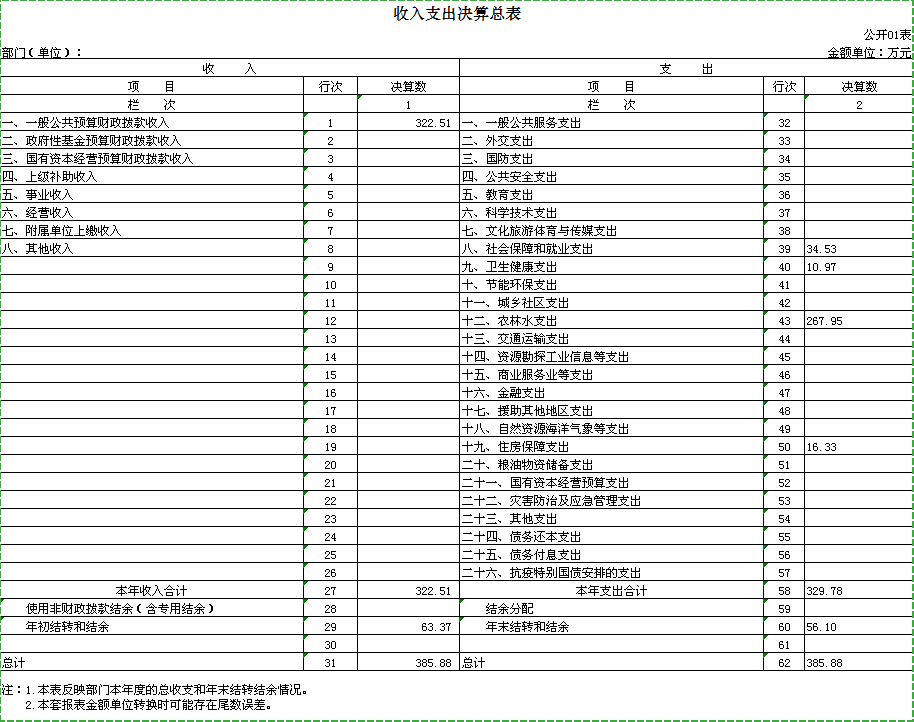 收入支出决算总表
公开01表
部门（单位）： 金额单位：万元
收 入 支 出
项 目 行次 决算数 项 目 行次 决算数
栏 次 1 栏 次 2
一、一般公共预算财政拨款收入 1 322.51 一、一般公共服务支出 32
二、政府性基金预算财政拨款收入 2 二、外交支出 33
三、国有资本经营预算财政拨款收入 3 三、国防支出 34
四、上级补助收入 4 四、公共安全支出 35
五、事业收入 5 五、教育支出 36
六、经营收入 6 六、科学技术支出 37
七、附属单位上缴收入 7 七、文化旅游体育与传媒支出 38
八、其他收入 8 八、社会保障和就业支出 39 34.53
9 九、卫生健康支出 40 10.97
10 十、节能环保支出 41
11 十一、城乡社区支出 42
12 十二、农林水支出 43 267.95
13 十三、交通运输支出 44
14 十四、资源勘探工业信息等支出 45
15 十五、商业服务业等支出 46
16 十六、金融支出 47
17 十七、援助其他地区支出 48
18 十八、自然资源海洋气象等支出 49
19 十九、住房保障支出 50 16.33
20 二十、粮油物资储备支出 51
21 二十一、国有资本经营预算支出 52
22 二十二、灾害防治及应急管理支出 53
23 二十三、其他支出 54
24 二十四、债务还本支出 55
25 二十五、债务付息支出 56
26 二十六、抗疫特别国债安排的支出 57
本年收入合计 27 322.51 本年支出合计 58 329.78
使用非财政拨款结余（含专用结余） 28 结余分配 59
年初结转和结余 29 63.37 年末结转和结余 60 56.10
30 61
总计 31 385.88 总计 62 385.88
注：1.本表反映部门本年度的总收支和年末结转结余情况。
2.本套报表金额单位转换时可能存在尾数误差。